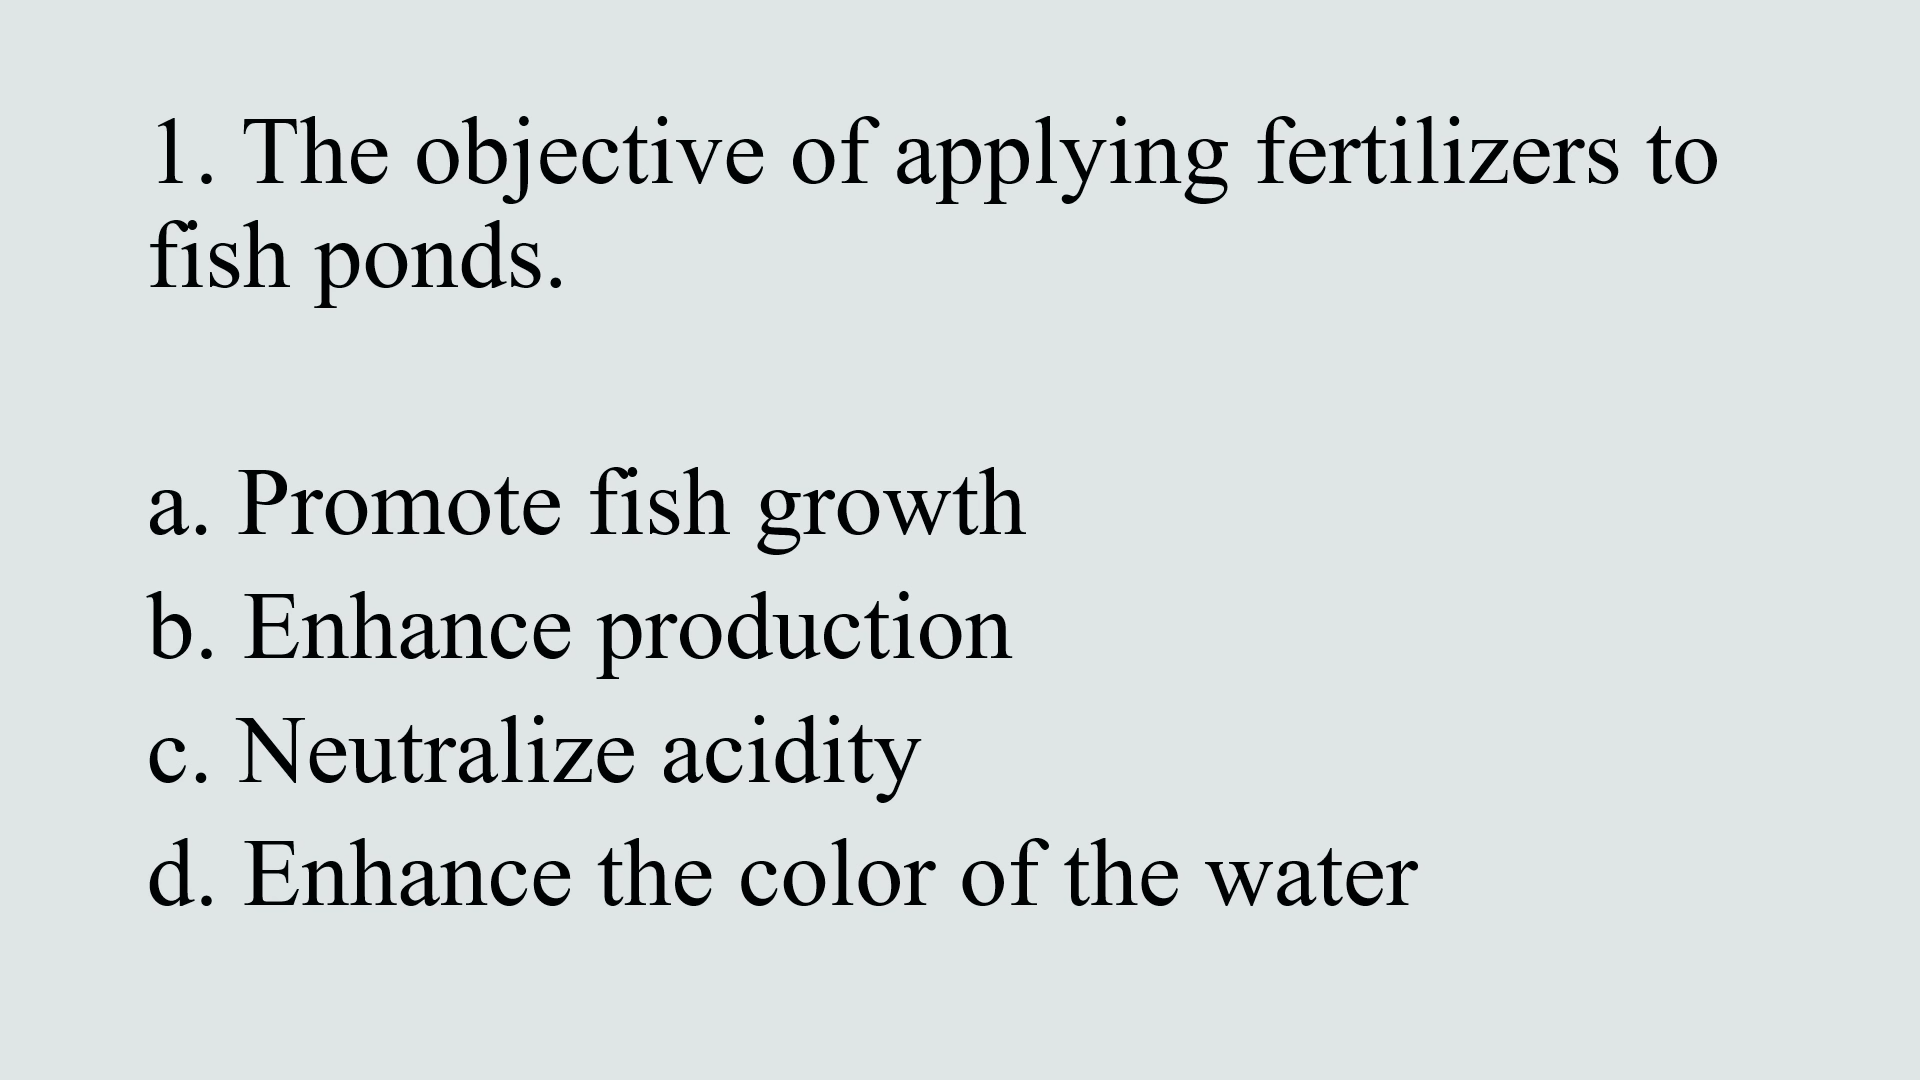 1. The objective of applying fertilizers to
fish ponds.
a. Promote fish growth
b. Enhance production
c. Neutralize acidity
d. Enhance the color of the water